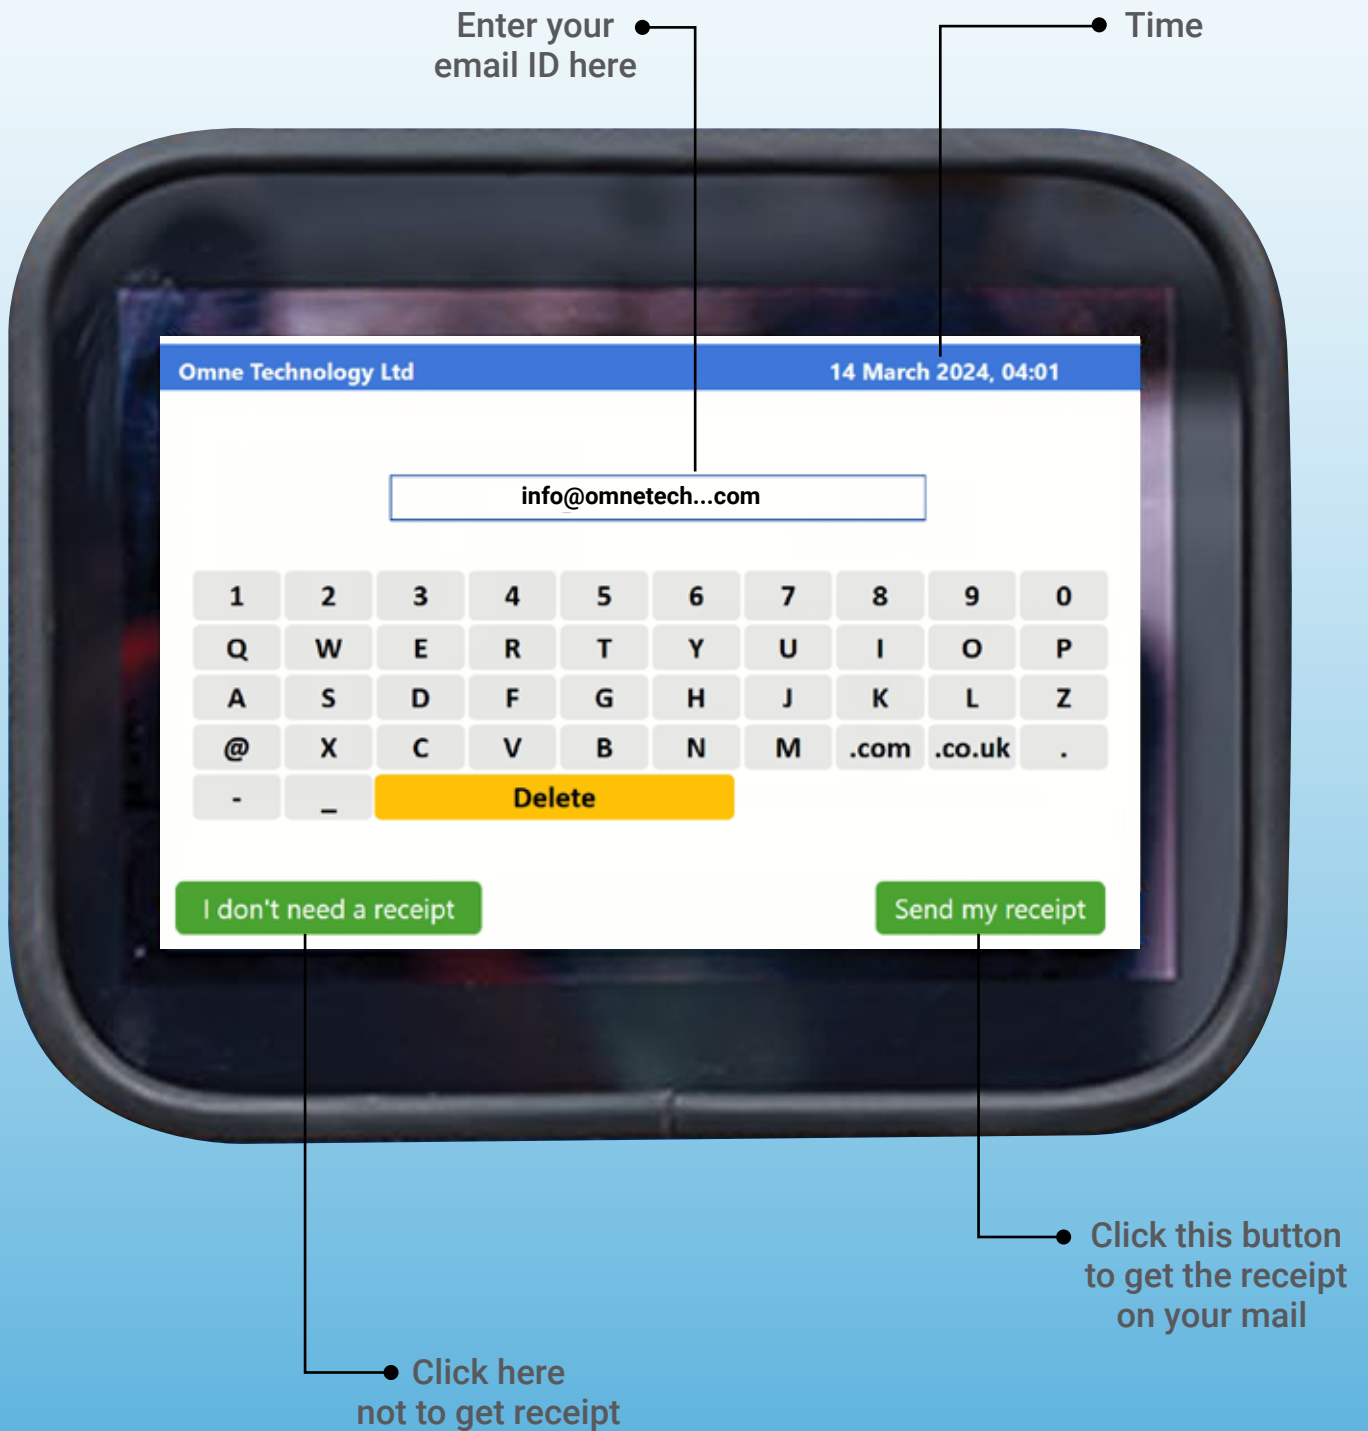 Enter your
email ID here
Time
Omne Technology Ltd 14 March 2024, 04:01
info@omnetech...com
1 2 3 4 5 6 7 8 9 0
Q W E R T Y U I O P
A S D F G H J K L Z
@ X C V B N M .com .co.uk .
- _ Delete
I don't need a receipt Send my receipt
Click this button
to get the receipt
on your mail
Click here
not to get receipt